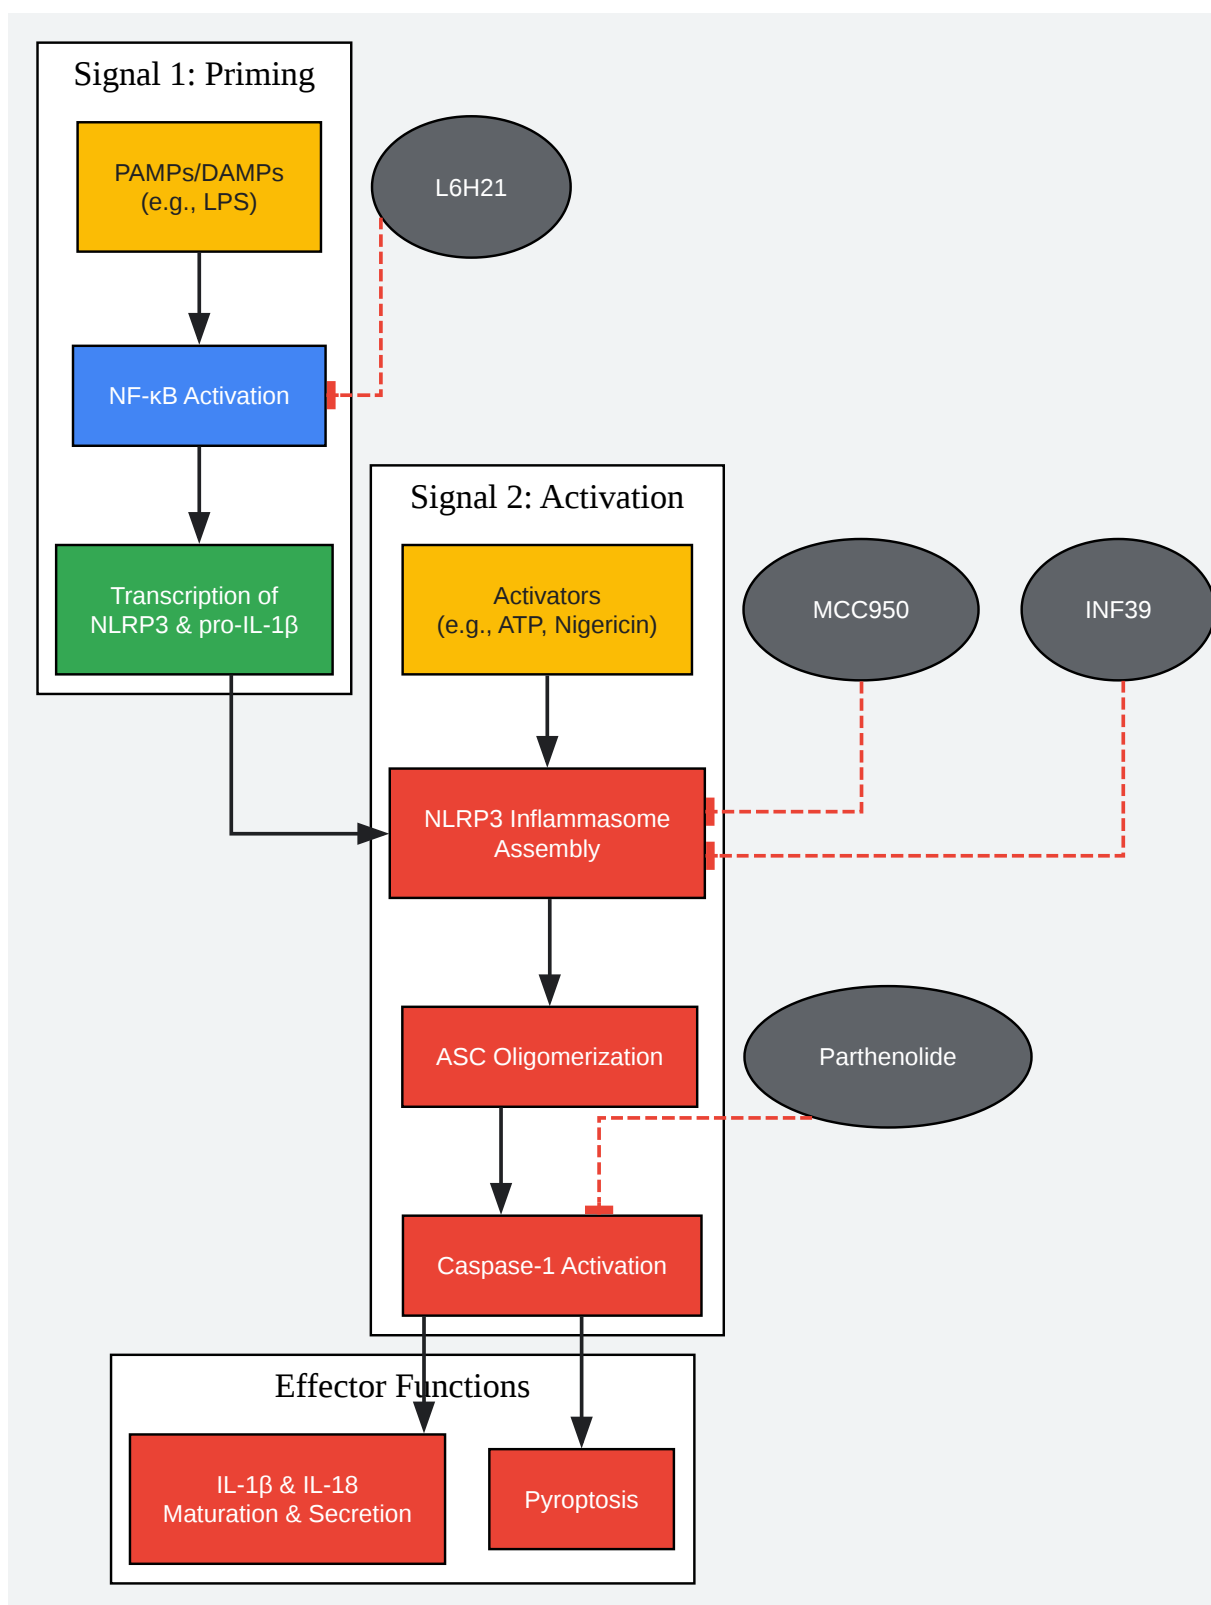 Signal 1: Priming
PAMPs/DAMPs
(e.g., LPS)
L6H21
NF-κB Activation
Transcription of
NLRP3 & pro-IL-1β
Signal 2: Activation
Activators
(e.g., ATP, Nigericin)
MCC950
INF39
NLRP3 Inflammasome
Assembly
ASC Oligomerization
Parthenolide
Caspase-1 Activation
Effector Functions
IL-1β & IL-18
Maturation & Secretion
Pyroptosis